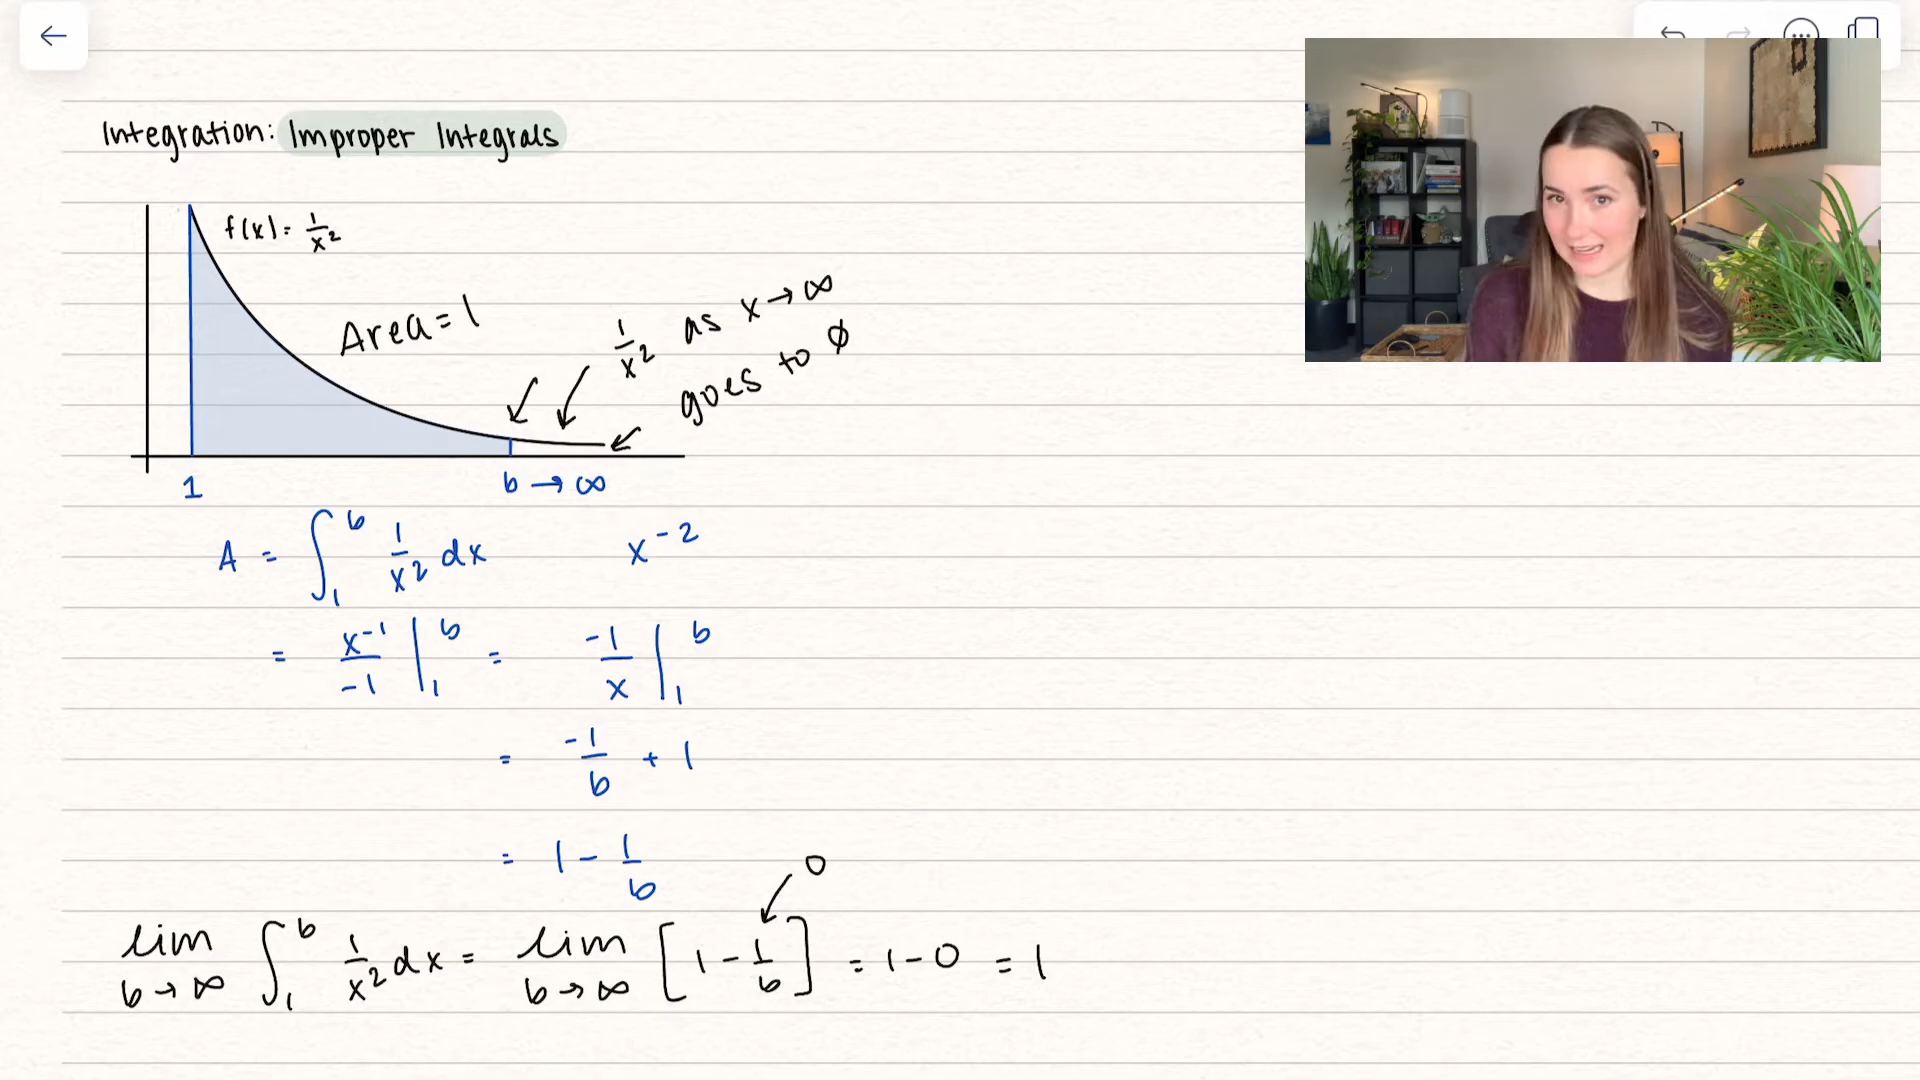 Integration: Improper Integrals
f(x) = 1/x²
Area = 1
1/x² as x → ∞
goes to ∅
1
b → ∞
A = ∫₁ᵇ 1/x² dx
x⁻²
= x⁻¹/-1 |₁ᵇ = -1/x |₁ᵇ
= -1/b + 1
= 1 - 1/b
0
lim b→∞ ∫₁ᵇ 1/x² dx = lim b→∞ [1 - 1/b] = 1 - 0 = 1